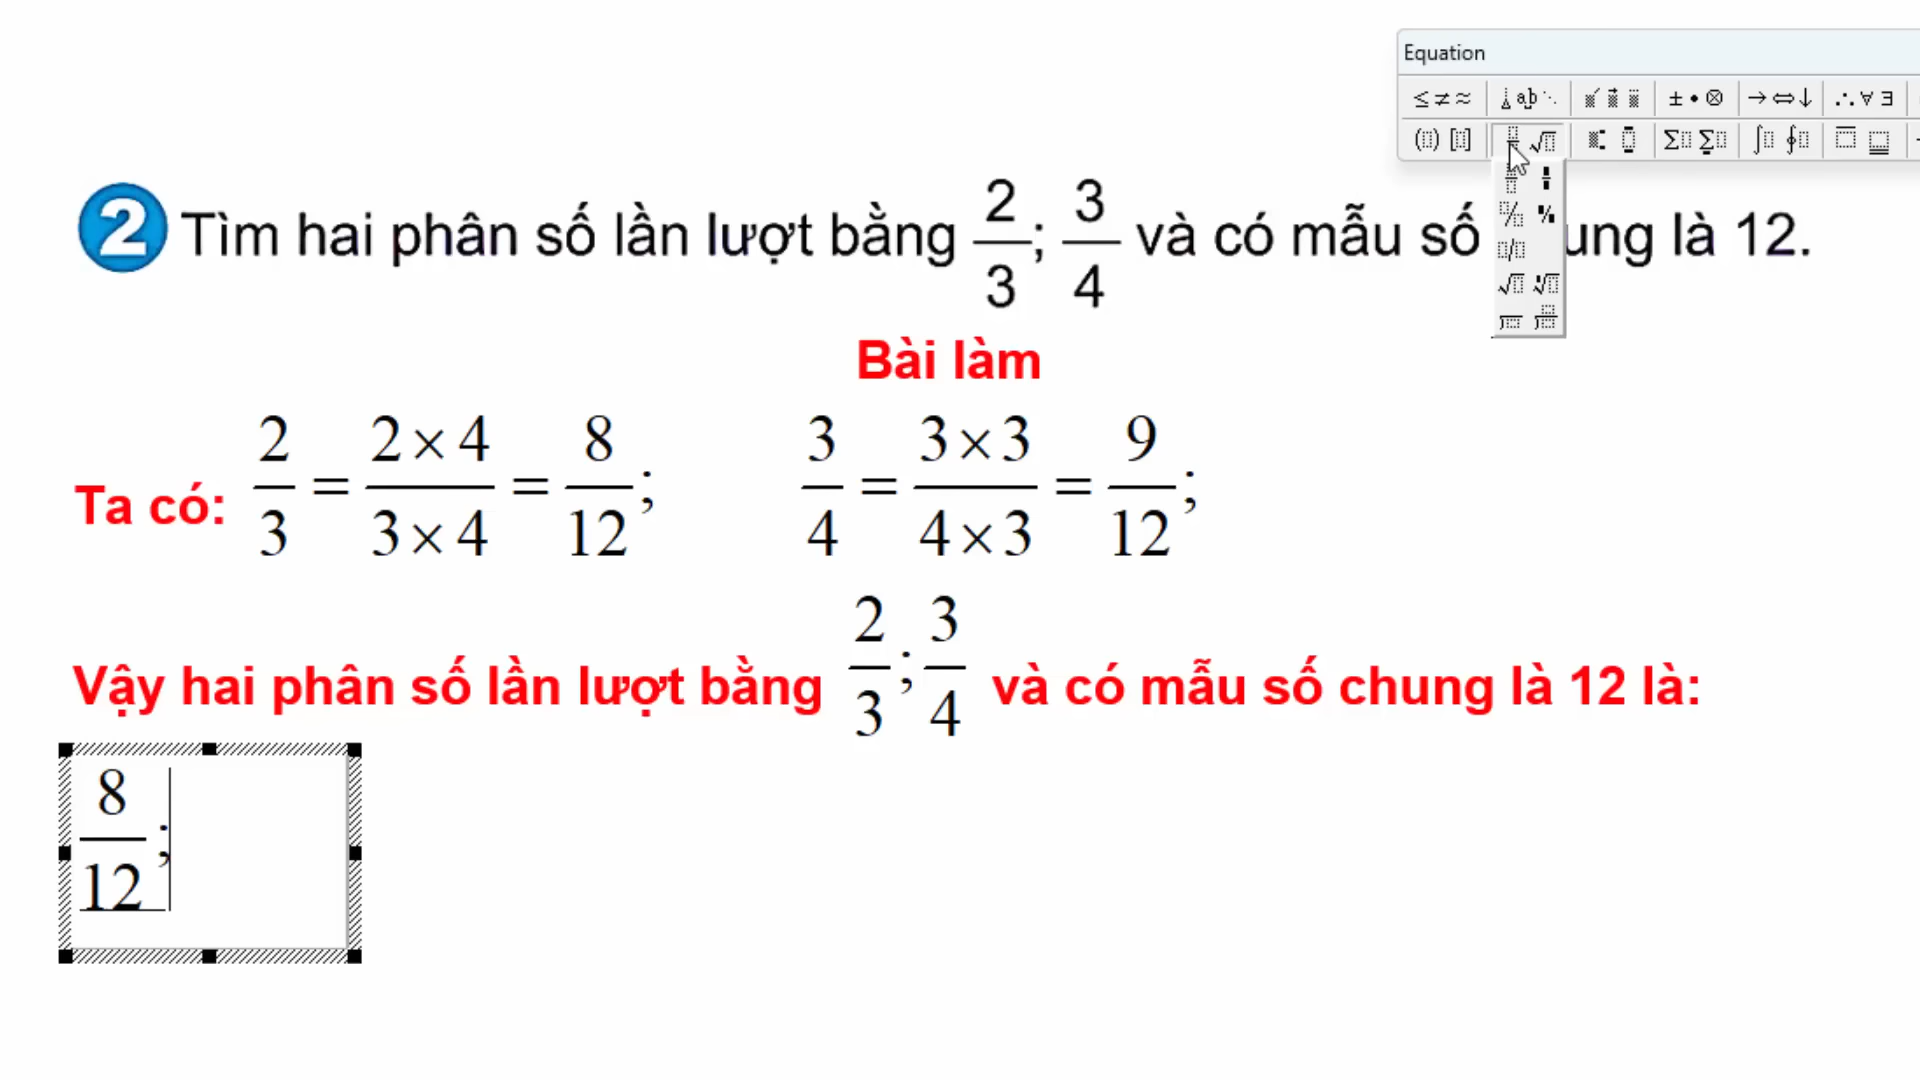 Equation
2 Tìm hai phân số lần lượt bằng 2/3; 3/4 và có mẫu số ung là 12.
Bài làm
Ta có: 2/3 = 2×4/3×4 = 8/12; 3/4 = 3×3/4×3 = 9/12;
Vậy hai phân số lần lượt bằng 2/3; 3/4 và có mẫu số chung là 12 là:
8/12;